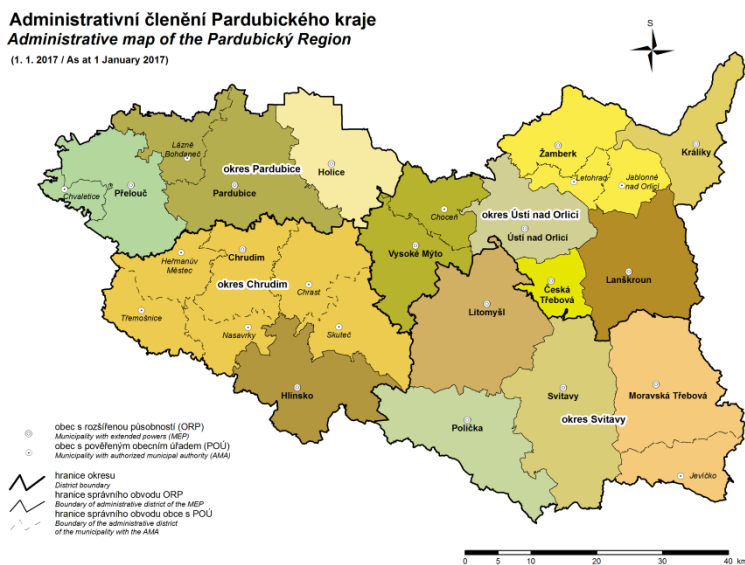 Administrativní členění Pardubického kraje
Administrative map of the Pardubický Region
(1. 1. 2017 / As at 1 January 2017)
S
Žamberk
Králíky
Letohrad
Jablonné
nad Orlicí
Lázně
Bohdaneč
okres Pardubice
Holice
Chvaletice
Přelouč
Pardubice
Choceň
okres Ústí nad Orlicí
Ústí nad Orlicí
Heřmanův
Městec
Chrudim
Vysoké Mýto
okres Chrudim
Chrast
Česká
Třebová
Lanškroun
Třemošnice
Nasavrky
Skuteč
Litomyšl
Hlinsko
Svitavy
Moravská Třebová
Polička
okres Svitavy
Jevíčko
obec s rozšířenou působností (ORP)
Municipality with extended powers (MEP)
obec s pověřeným obecním úřadem (POÚ)
Municipality with authorized municipal authority (AMA)
hranice okresu
District boundary
hranice správního obvodu ORP
Boundary of administrative district of the MEP
hranice správního obvodu obce s POÚ
Boundary of the administrative district
of the municipality with the AMA
0 5 10 20 30 40 km